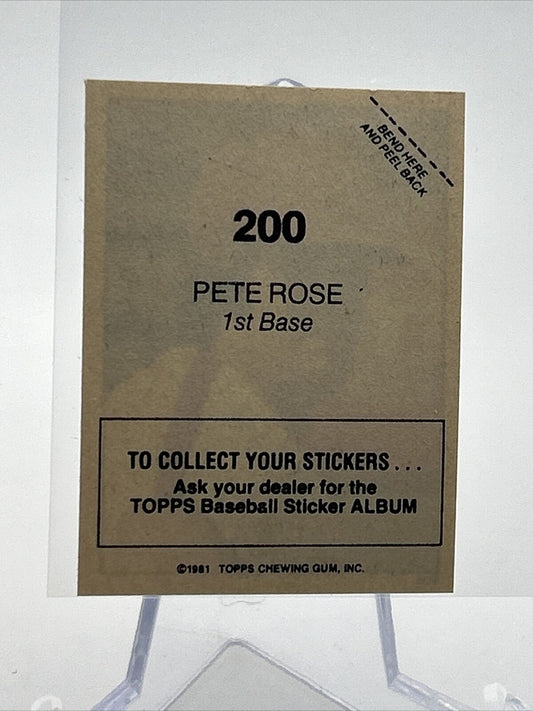 BEND HERE
AND PEEL BACK
200
PETE ROSE
1st Base
TO COLLECT YOUR STICKERS...
Ask your dealer for the
TOPPS Baseball Sticker ALBUM
©1981 TOPPS CHEWING GUM, INC.